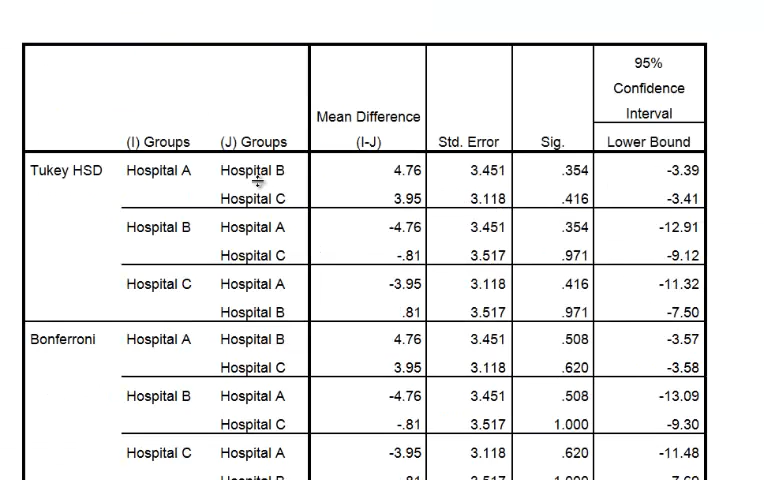 95%
Confidence
Interval
Mean Difference
(I) Groups (J) Groups (I-J) Std. Error Sig. Lower Bound
Tukey HSD Hospital A Hospital B 4.76 3.451 .354 -3.39
Hospital C 3.95 3.118 .416 -3.41
Hospital B Hospital A -4.76 3.451 .354 -12.91
Hospital C -.81 3.517 .971 -9.12
Hospital C Hospital A -3.95 3.118 .416 -11.32
Hospital B .81 3.517 .971 -7.50
Bonferroni Hospital A Hospital B 4.76 3.451 .508 -3.57
Hospital C 3.95 3.118 .620 -3.58
Hospital B Hospital A -4.76 3.451 .508 -13.09
Hospital C -.81 3.517 1.000 -9.30
Hospital C Hospital A -3.95 3.118 .620 -11.48
Hospital B .81 3.517 1.000